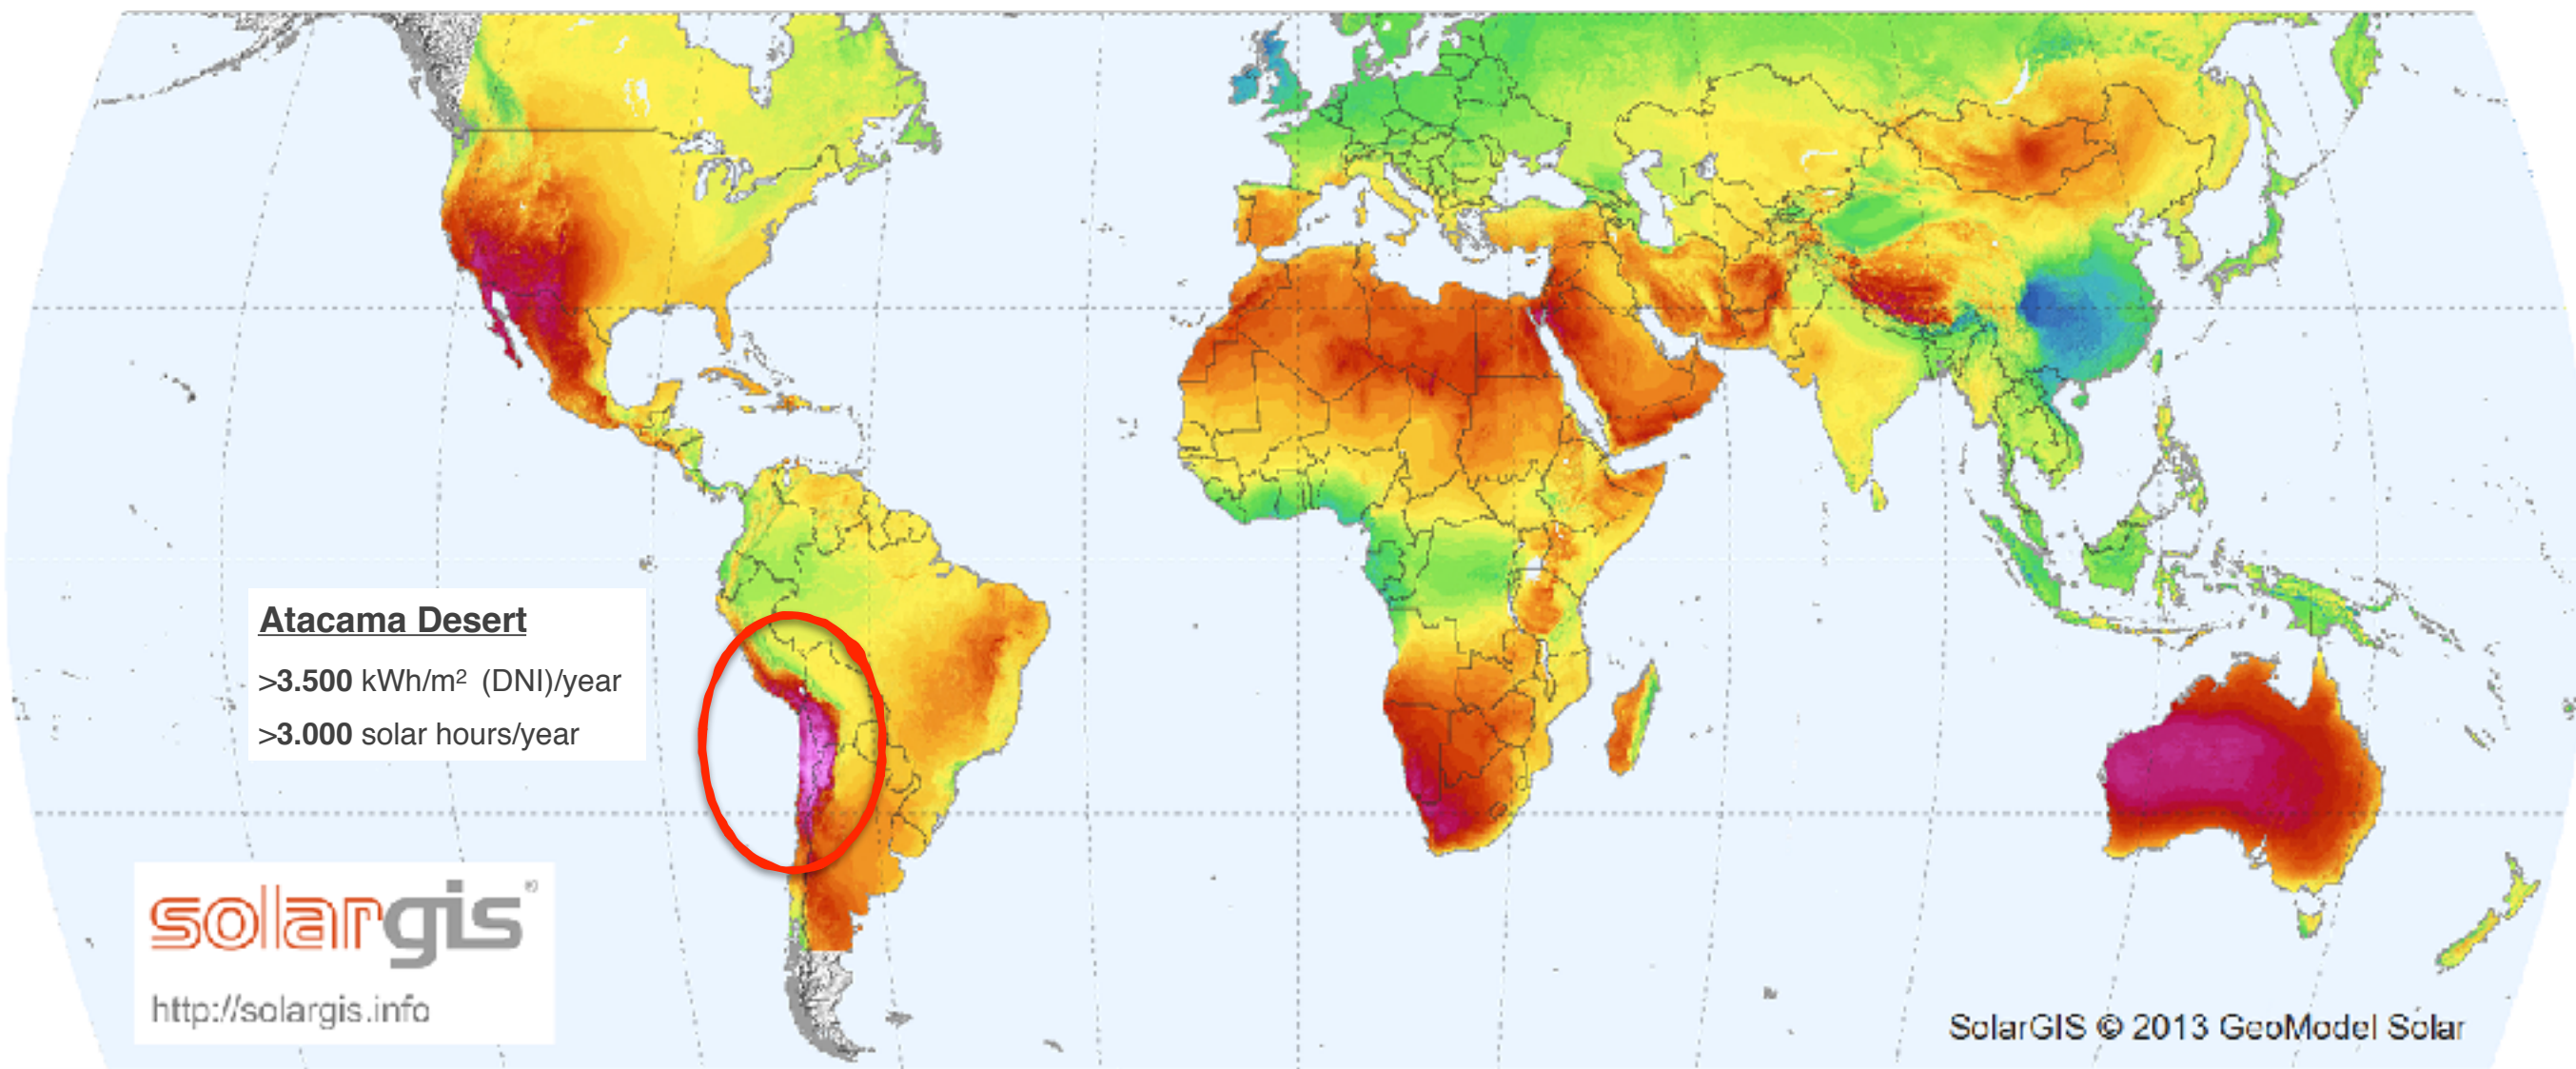 Atacama Desert
>3.500 kWh/m² (DNI)/year
>3.000 solar hours/year
solargis®
http://solargis.info
SolarGIS © 2013 GeoModel Solar